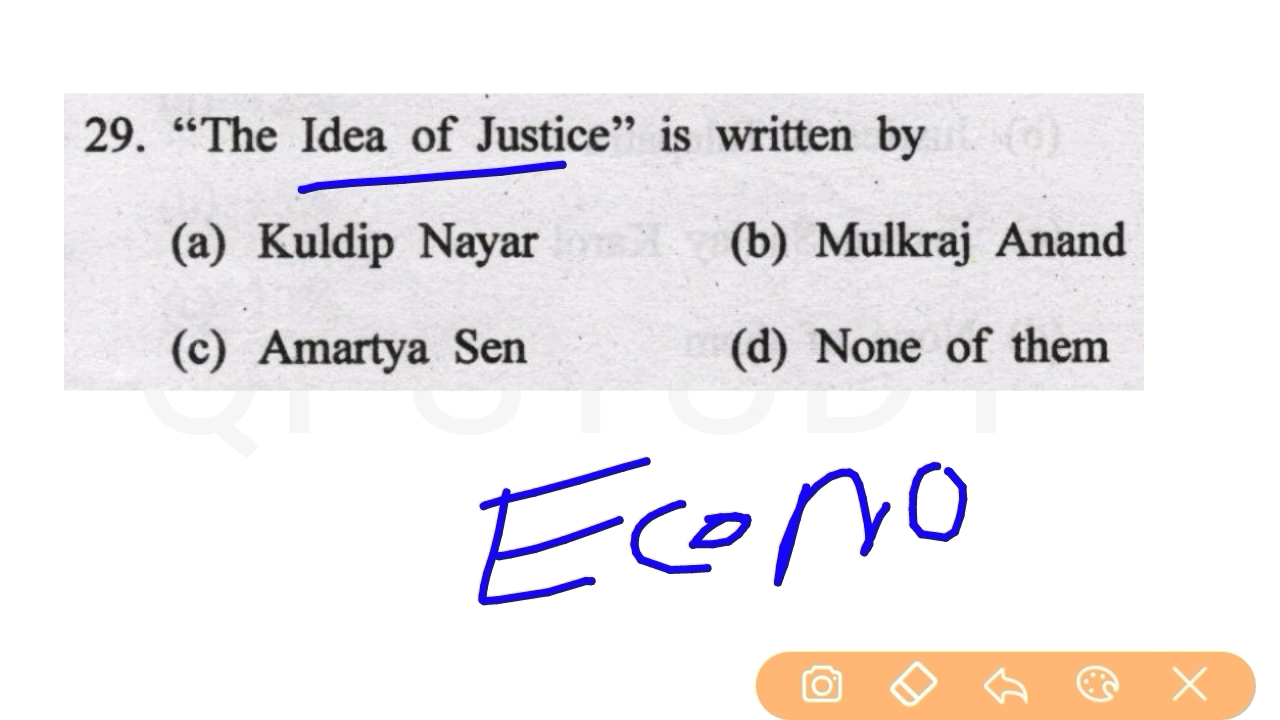 29. “The Idea of Justice” is written by
(a) Kuldip Nayar (b) Mulkraj Anand
(c) Amartya Sen (d) None of them
Econo